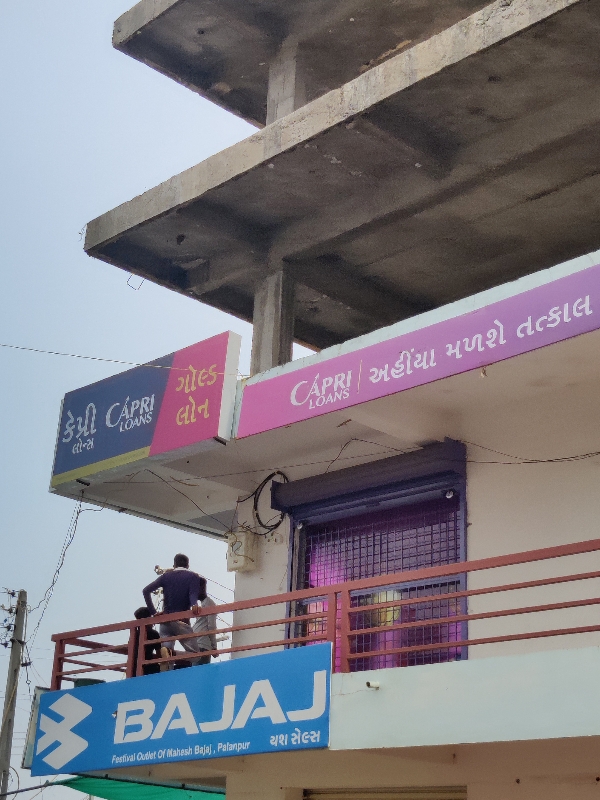 કેપ્રી
લોન્સ
CAPRI
LOANS
ગોલ્ડ
લોન
CAPRI
LOANS
અહીંયા મળશે તત્કાલ
BAJAJ
Festival Outlet Of Mahesh Bajaj , Palanpur
યશ સેલ્સ